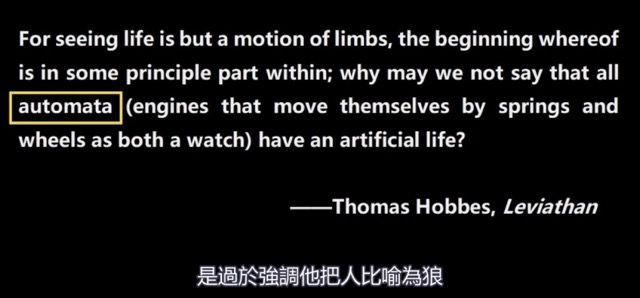 For seeing life is but a motion of limbs, the beginning whereof
is in some principle part within; why may we not say that all
automata (engines that move themselves by springs and
wheels as both a watch) have an artificial life?
——Thomas Hobbes, Leviathan
是過於強調他把人比喻為狼